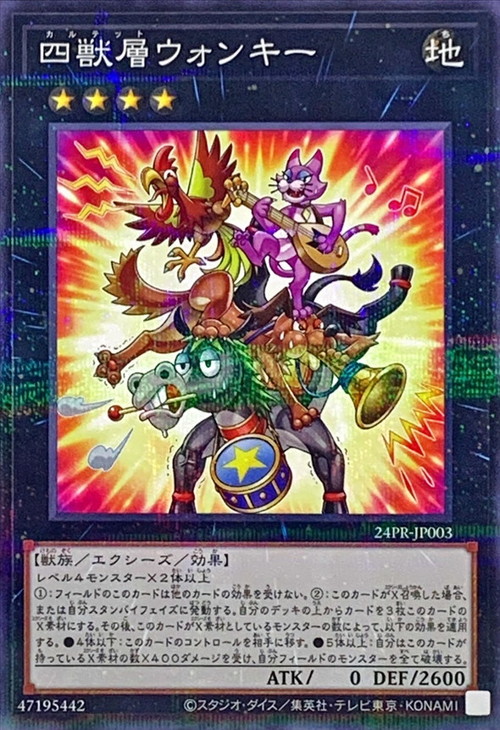 カルテット
四獣層ウォンキー
ち
地
24PR-JP003
【獣族／エクシーズ／効果】
レベル４モンスター×２体以上
①：フィールドのこのカードは他のカードの効果を受けない。②：このカードがX召喚した場合、
または自分スタンバイフェイズに発動する。自分のデッキの上からカードを３枚このカードの
X素材にする。その後、このカードがX素材としているモンスターの数によって、以下の効果を適用
する。●４体以下：このカードのコントロールを相手に移す。●５体以上：自分はこのカードが
持っているX素材の数×４００ダメージを受け、自分フィールドのモンスターを全て破壊する。
ATK/ 0 DEF/2600
47195442
©スタジオ・ダイス／集英社・テレビ東京・KONAMI